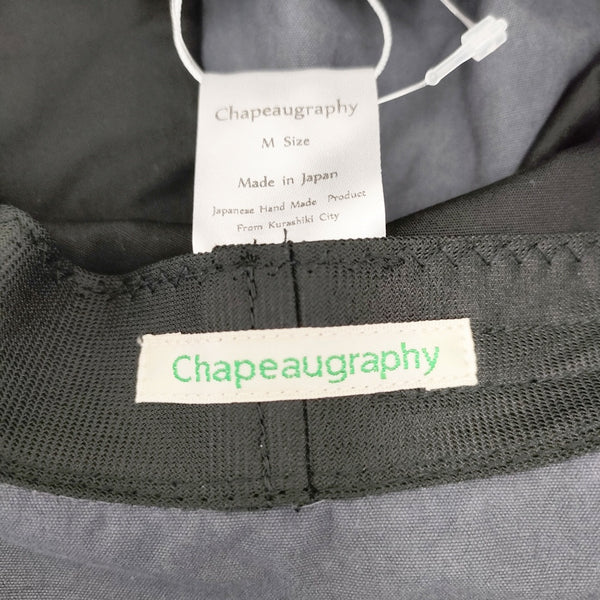 Chapeaugraphy
M Size
Made in Japan
Japanese Hand Made Product
From Kurashiki City
Chapeaugraphy